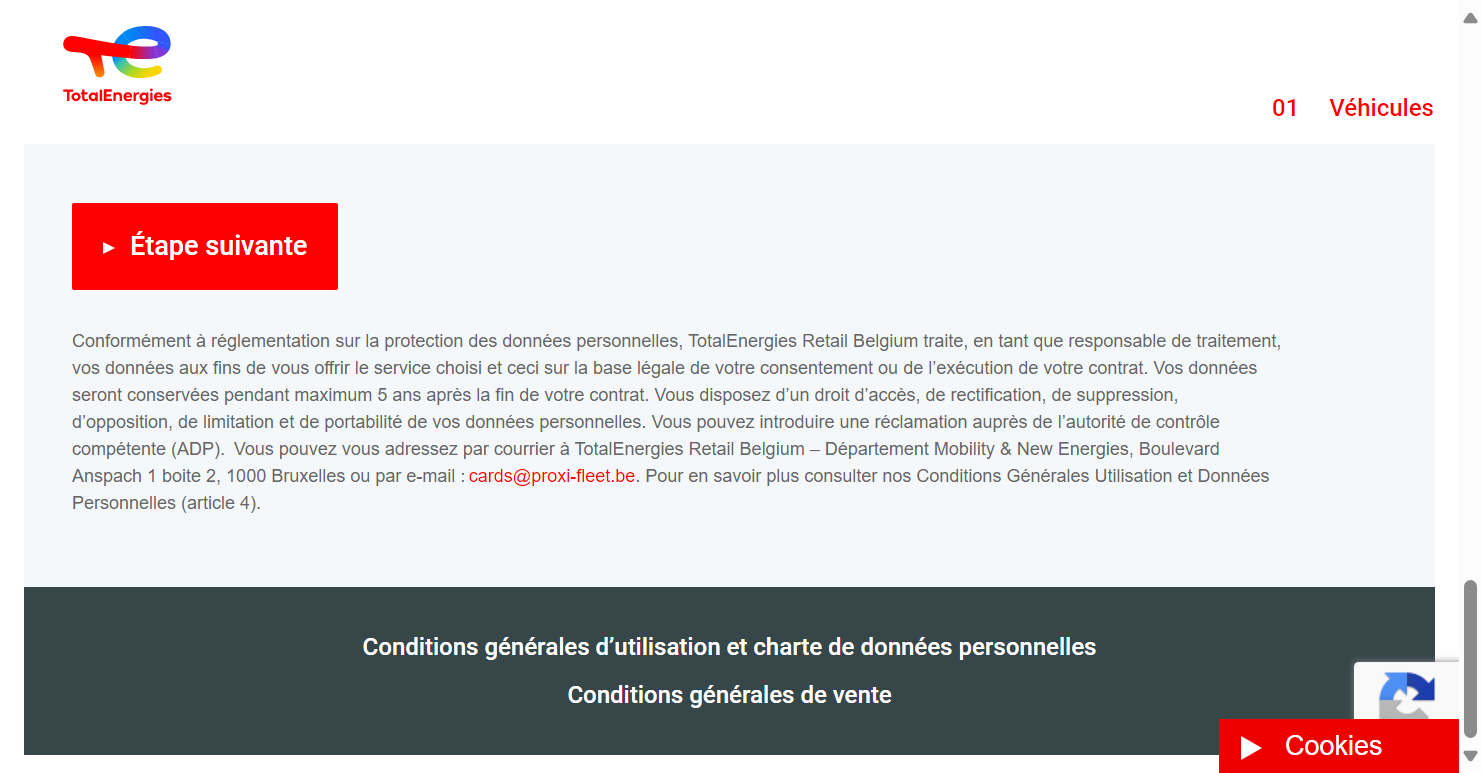 TotalEnergies
01 Véhicules
Étape suivante
Conformément à réglementation sur la protection des données personnelles, TotalEnergies Retail Belgium traite, en tant que responsable de traitement,
vos données aux fins de vous offrir le service choisi et ceci sur la base légale de votre consentement ou de l’exécution de votre contrat. Vos données
seront conservées pendant maximum 5 ans après la fin de votre contrat. Vous disposez d’un droit d’accès, de rectification, de suppression,
d’opposition, de limitation et de portabilité de vos données personnelles. Vous pouvez introduire une réclamation auprès de l’autorité de contrôle
compétente (ADP). Vous pouvez vous adressez par courrier à TotalEnergies Retail Belgium – Département Mobility & New Energies, Boulevard
Anspach 1 boite 2, 1000 Bruxelles ou par e-mail : cards@proxi-fleet.be. Pour en savoir plus consulter nos Conditions Générales Utilisation et Données
Personnelles (article 4).
Conditions générales d’utilisation et charte de données personnelles
Conditions générales de vente
Cookies